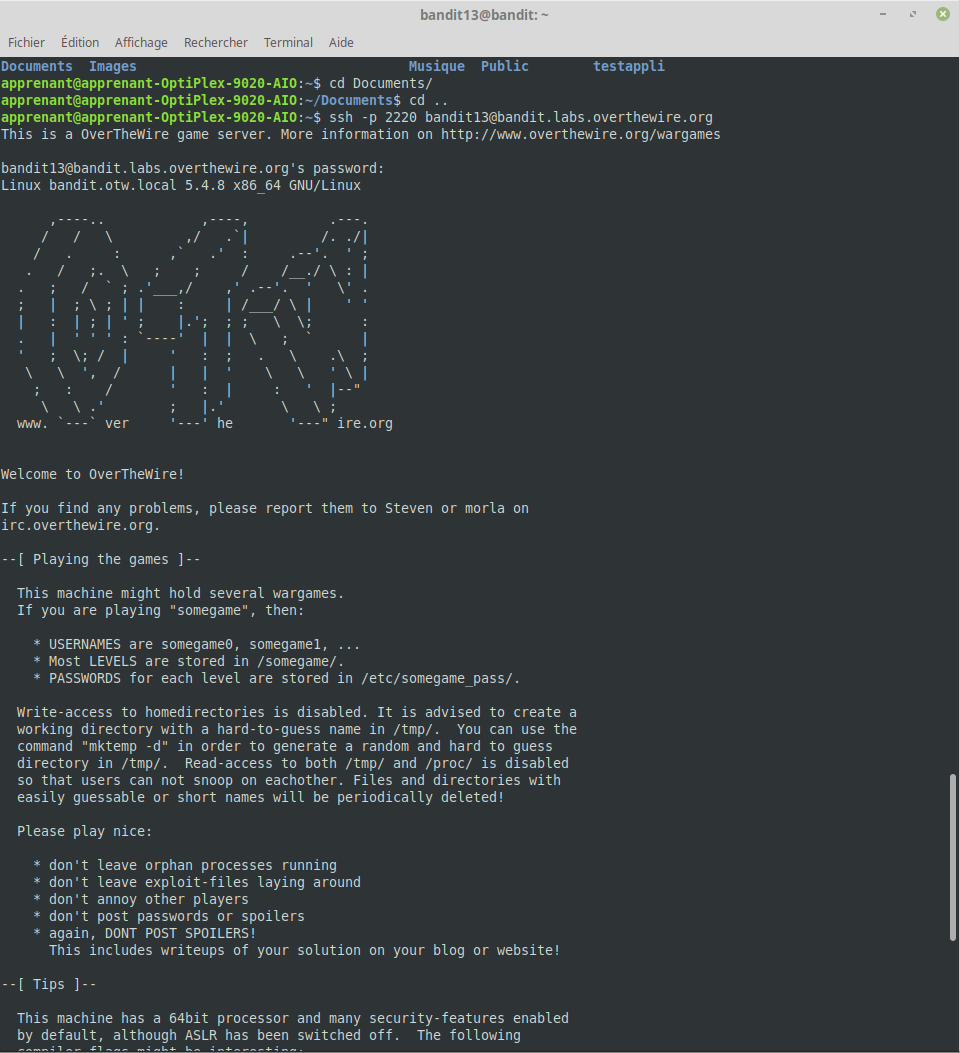 bandit13@bandit: ~
Fichier Édition Affichage Rechercher Terminal Aide
Documents  Images                                  Musique  Public        testappli
apprenant@apprenant-OptiPlex-9020-AIO:~$ cd Documents/
apprenant@apprenant-OptiPlex-9020-AIO:~/Documents$ cd ..
apprenant@apprenant-OptiPlex-9020-AIO:~$ ssh -p 2220 bandit13@bandit.labs.overthewire.org
This is a OverTheWire game server. More information on http://www.overthewire.org/wargames
bandit13@bandit.labs.overthewire.org's password:
Linux bandit.otw.local 5.4.8 x86_64 GNU/Linux
www. `---` ver     '---' he       '---" ire.org
Welcome to OverTheWire!
If you find any problems, please report them to Steven or morla on
irc.overthewire.org.
--[ Playing the games ]--
This machine might hold several wargames.
If you are playing "somegame", then:
* USERNAMES are somegame0, somegame1, ...
* Most LEVELS are stored in /somegame/.
* PASSWORDS for each level are stored in /etc/somegame_pass/.
Write-access to homedirectories is disabled. It is advised to create a
working directory with a hard-to-guess name in /tmp/.  You can use the
command "mktemp -d" in order to generate a random and hard to guess
directory in /tmp/.  Read-access to both /tmp/ and /proc/ is disabled
so that users can not snoop on eachother. Files and directories with
easily guessable or short names will be periodically deleted!
Please play nice:
* don't leave orphan processes running
* don't leave exploit-files laying around
* don't annoy other players
* don't post passwords or spoilers
* again, DONT POST SPOILERS!
This includes writeups of your solution on your blog or website!
--[ Tips ]--
This machine has a 64bit processor and many security-features enabled
by default, although ASLR has been switched off.  The following
compiler flags might be interesting: